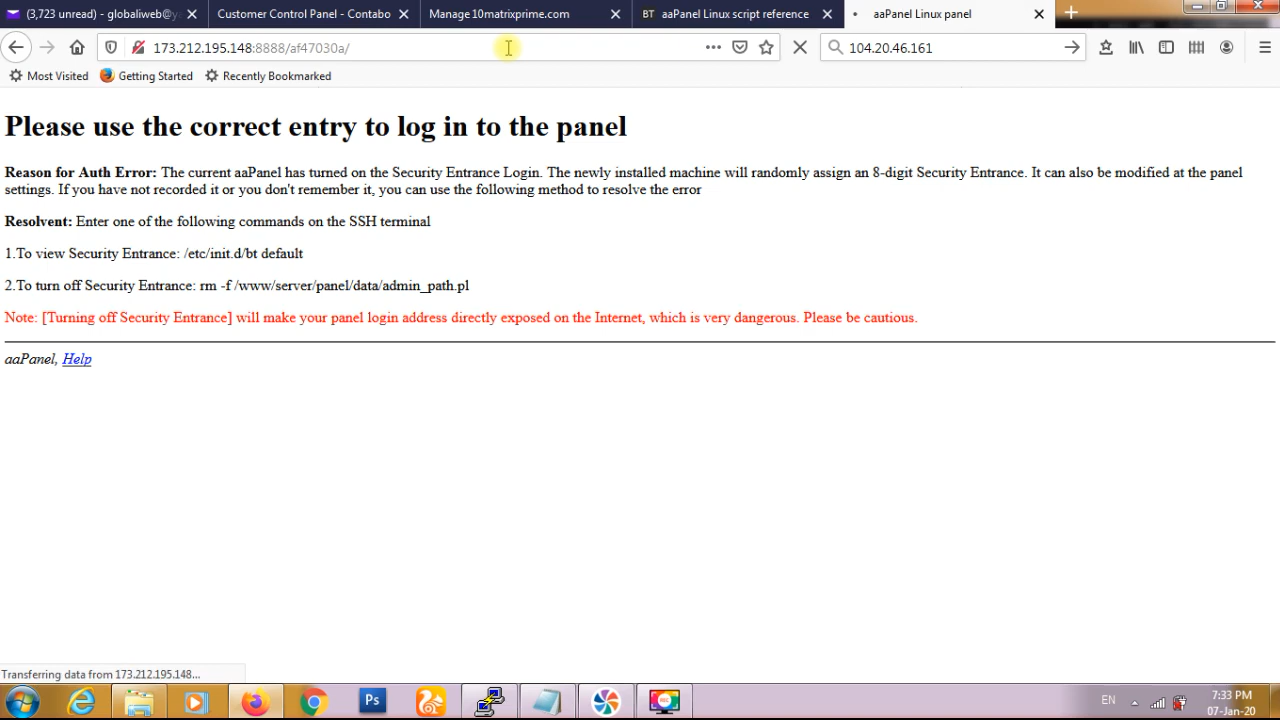 (3,723 unread) - globaliweb@y
Customer Control Panel - Contabo
Manage10matrixprime.com
BT aaPanel Linux script reference
aaPanel Linux panel
173.212.195.148:8888/af47030a/
104.20.46.161
Most Visited
Getting Started
Recently Bookmarked
Please use the correct entry to log in to the panel
Reason for Auth Error: The current aaPanel has turned on the Security Entrance Login. The newly installed machine will randomly assign an 8-digit Security Entrance. It can also be modified at the panel
settings. If you have not recorded it or you don't remember it, you can use the following method to resolve the error
Resolvent: Enter one of the following commands on the SSH terminal
1.To view Security Entrance: /etc/init.d/bt default
2.To turn off Security Entrance: rm -f /www/server/panel/data/admin_path.pl
Note: [Turning off Security Entrance] will make your panel login address directly exposed on the Internet, which is very dangerous. Please be cautious.
aaPanel, Help
Transferring data from 173.212.195.148...
Ps
EN
7:33 PM
07-Jan-20